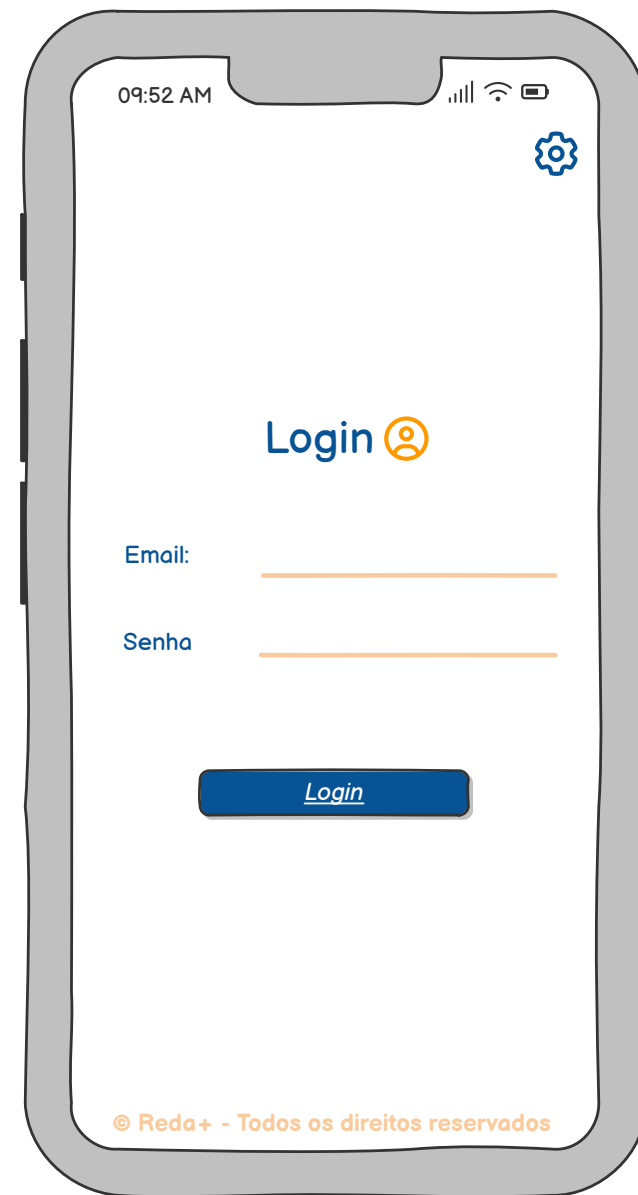 09:52 AM
Login
Email:
Senha
Login
© Reda+ - Todos os direitos reservados